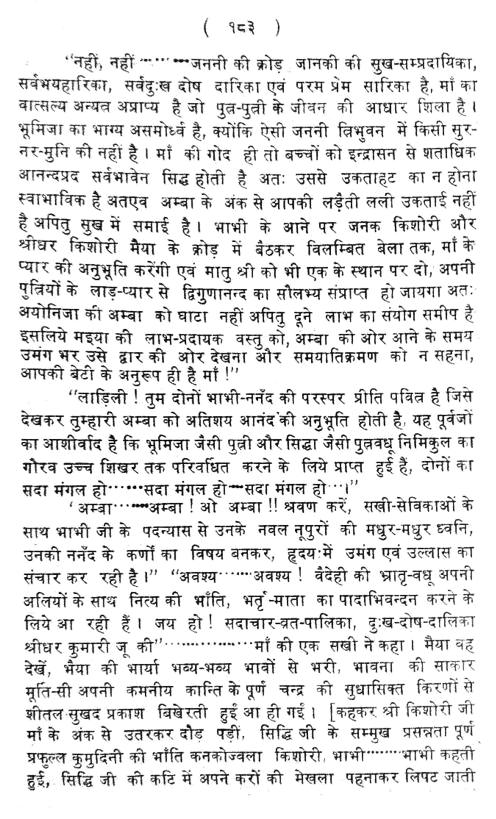 ( १८३ )
“नहीं, नहीं ·········जननी की क्रोड़ जानकी की सुख-सम्प्रदायिका,
सर्वभयहारिका, सर्वदुःख दोष दारिका एवं परम प्रेम सारिका है, माँ का
वात्सल्य अन्यत्र अप्राप्य है जो पुत्र-पुत्री के जीवन की आधार शिला है ।
भूमिजा का भाग्य असमोर्ध्व है, क्योंकि ऐसी जननी त्रिभुवन में किसी सुर-
नर-मुनि की नहीं है । माँ की गोद ही तो बच्चों को इन्द्रासन से शताधिक
आनन्दप्रद सर्वभावेन सिद्ध होती है अतः उससे उकताहट का न होना
स्वाभाविक है अतएव अम्बा के अंक से आपकी लड़ैती लली उकताई नहीं
है अपितु सुख में समाई है । भाभी के आने पर जनक किशोरी और
श्रीधर किशोरी मैया के क्रोड़ में बैठकर विलम्बित बेला तक, माँ के
प्यार की अनुभूति करेंगी एवं मातु श्री को भी एक के स्थान पर दो, अपनी
पुत्रियों के लाड़-प्यार से द्विगुणानन्द का सौलभ्य संप्राप्त हो जायगा अतः
अयोनिजा की अम्बा को घाटा नहीं अपितु दूने लाभ का संयोग समीप है
इसलिये मइया की लाभ-प्रदायक वस्तु को, अम्बा की ओर आने के समय
उमंग भर उसे द्वार की ओर देखना और समयातिक्रमण को न सहना,
आपकी बेटी के अनुरूप ही है माँ !”
“लाड़िली ! तुम दोनों भाभी-ननँद की परस्पर प्रीति पवित्र है जिसे
देखकर तुम्हारी अम्बा को अतिशय आनंद की अनुभूति होती है, यह पूर्वजों
का आशीर्वाद है कि भूमिजा जैसी पुत्री और सिद्धा जैसी पुत्रवधू निमिकुल का
गौरव उच्च शिखर तक परिवर्धित करने के लिये प्राप्त हुई हैं, दोनों का
सदा मंगल हो······सदा मंगल हो···सदा मंगल हो···।”
'अम्बा·······अम्बा ! ओ अम्बा !! श्रवण करें, सखी-सेविकाओं के
साथ भाभी जी के पदन्यास से उनके नवल नूपुरों की मधुर-मधुर ध्वनि,
उनकी ननँद के कर्णों का विषय बनकर, हृदय में उमंग एवं उल्लास का
संचार कर रही है ।” “अवश्य·······अवश्य ! वैदेही की भ्रातृ-वधू अपनी
अलियों के साथ नित्य की भाँति, भर्तृ-माता का पादाभिवन्दन करने के
लिये आ रही हैं । जय हो ! सदाचार-व्रत-पालिका, दुःख-दोष-दालिका
श्रीधर कुमारी जू की”···············माँ की एक सखी ने कहा । मैया वह
देखें, भैया की भार्या भव्य-भव्य भावों से भरी, भावना की साकार
मूर्ति-सी अपनी कमनीय कान्ति के पूर्ण चन्द्र की सुधासिक्त किरणों से
शीतल सुखद प्रकाश बिखेरती हुई आ ही गई । [कहकर श्री किशोरी जी
माँ के अंक से उतरकर दौड़ पड़ीं, सिद्धि जी के सम्मुख प्रसन्नता पूर्ण
प्रफुल्ल कुमुदिनी की भाँति कनकोज्वला किशोरी, भाभी········भाभी कहती
हुई, सिद्धि जी की कटि में अपने करों की मेखला पहनाकर लिपट जाती